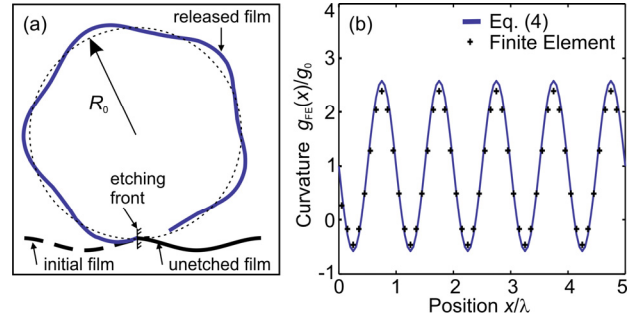 (a)
released film
R₀
etching
front
initial film
unetched film
(b)
Eq. (4)
Finite Element
Curvature g_FE(x)/g₀
4
3
2
1
0
-1
0 1 2 3 4 5
Position x/λ